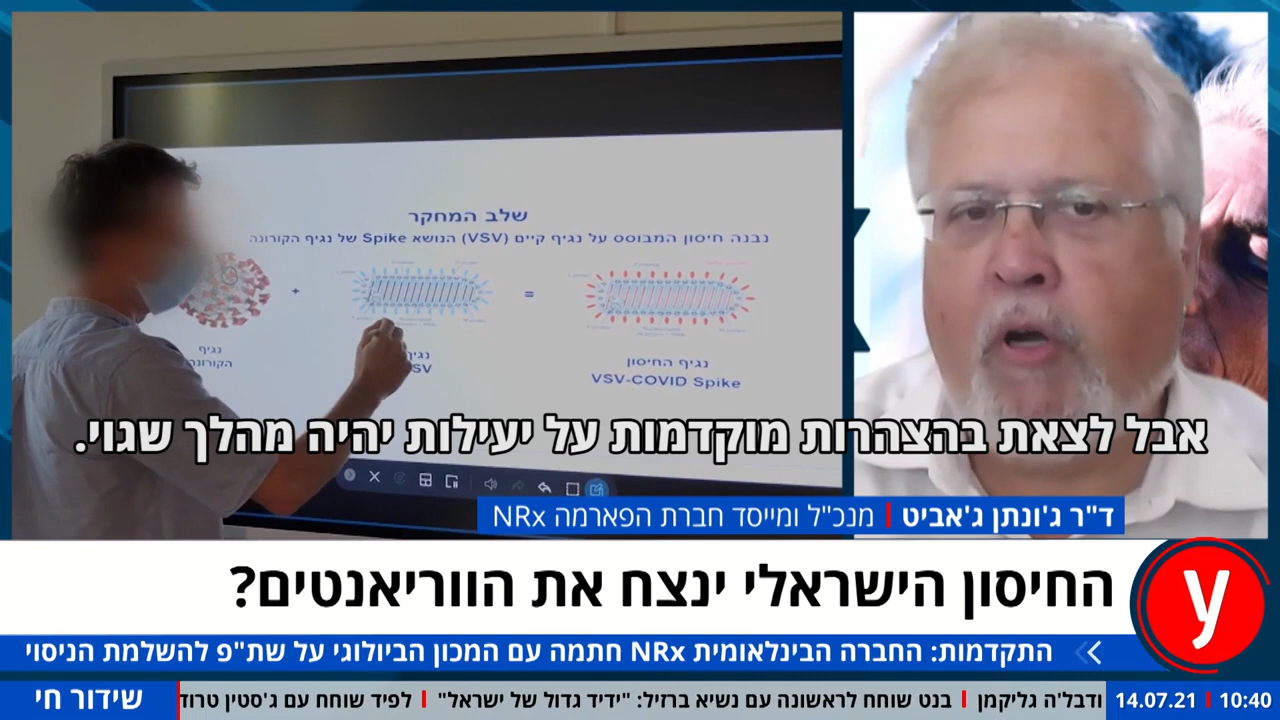 שלב המחקר
נבנה חיסון המבוסס על נגיף קיים (VSV) הנושא Spike של נגיף הקורונה
+
=
נגיף
הקורונה
נגיף החיסון
VSV-COVID Spike
אבל לצאת בהצהרות מוקדמות על יעילות יהיה מהלך שגוי.
ד"ר ג'ונתן ג'אביט | מנכ"ל ומייסד חברת הפארמה NRx
החיסון הישראלי ינצח את הווריאנטים?
y
התקדמות: החברה הבינלאומית NRx חתמה עם המכון הביולוגי על שת"פ להשלמת הניסוי
10:40 | 14.07.21
ודבל'ה גליקמן | בנט שוחח לראשונה עם נשיא ברזיל: "ידיד גדול של ישראל" | לפיד שוחח עם ג'סטין טרוד
שידור חי